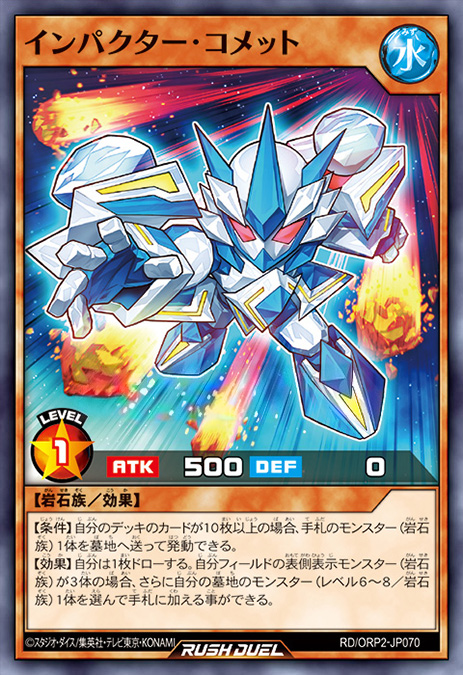 インパクター・コメット
みず
水
LEVEL
1
ATK 500 DEF 0
【岩石族／効果】
【条件】自分のデッキのカードが10枚以上の場合、手札のモンスター（岩石
族）1体を墓地へ送って発動できる。
【効果】自分は1枚ドローする。自分フィールドの表側表示モンスター（岩石
族）が3体の場合、さらに自分の墓地のモンスター（レベル6～8／岩石
族）1体を選んで手札に加える事ができる。
©スタジオ・ダイス/集英社・テレビ東京・KONAMI
RUSH DUEL
RD/ORP2-JP070